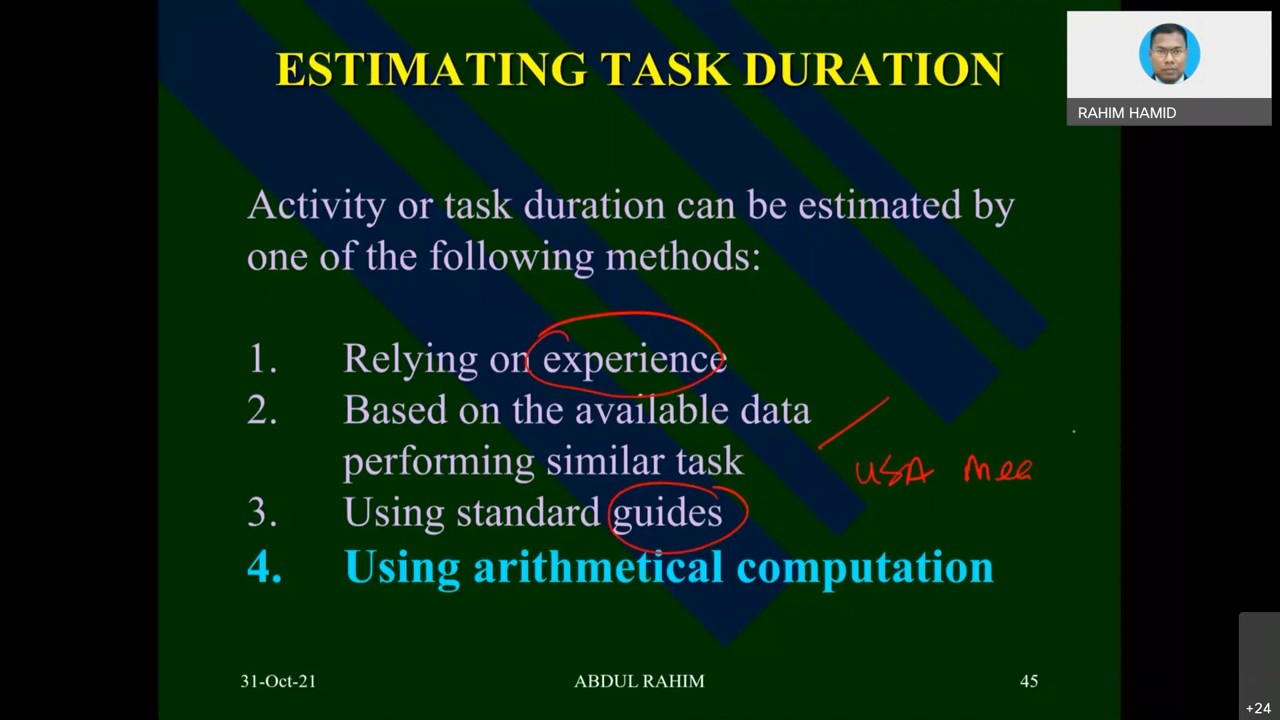 ESTIMATING TASK DURATION
RAHIM HAMID
Activity or task duration can be estimated by
one of the following methods:
1. Relying on experience
2. Based on the available data
performing similar task
USA
3. Using standard guides
4. Using arithmetical computation
31-Oct-21 ABDUL RAHIM 45
+24